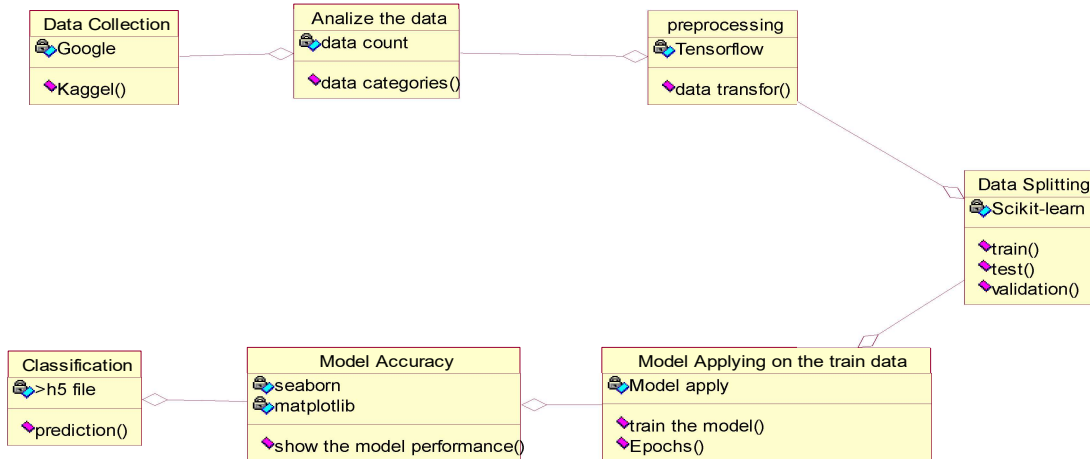 Data Collection
Google
Kaggel()
Analize the data
data count
data categories()
preprocessing
Tensorflow
data transfor()
Data Splitting
Scikit-learn
train()
test()
validation()
Model Applying on the train data
Model apply
train the model()
Epochs()
Model Accuracy
seaborn
matplotlib
show the model performance()
Classification
>h5 file
prediction()